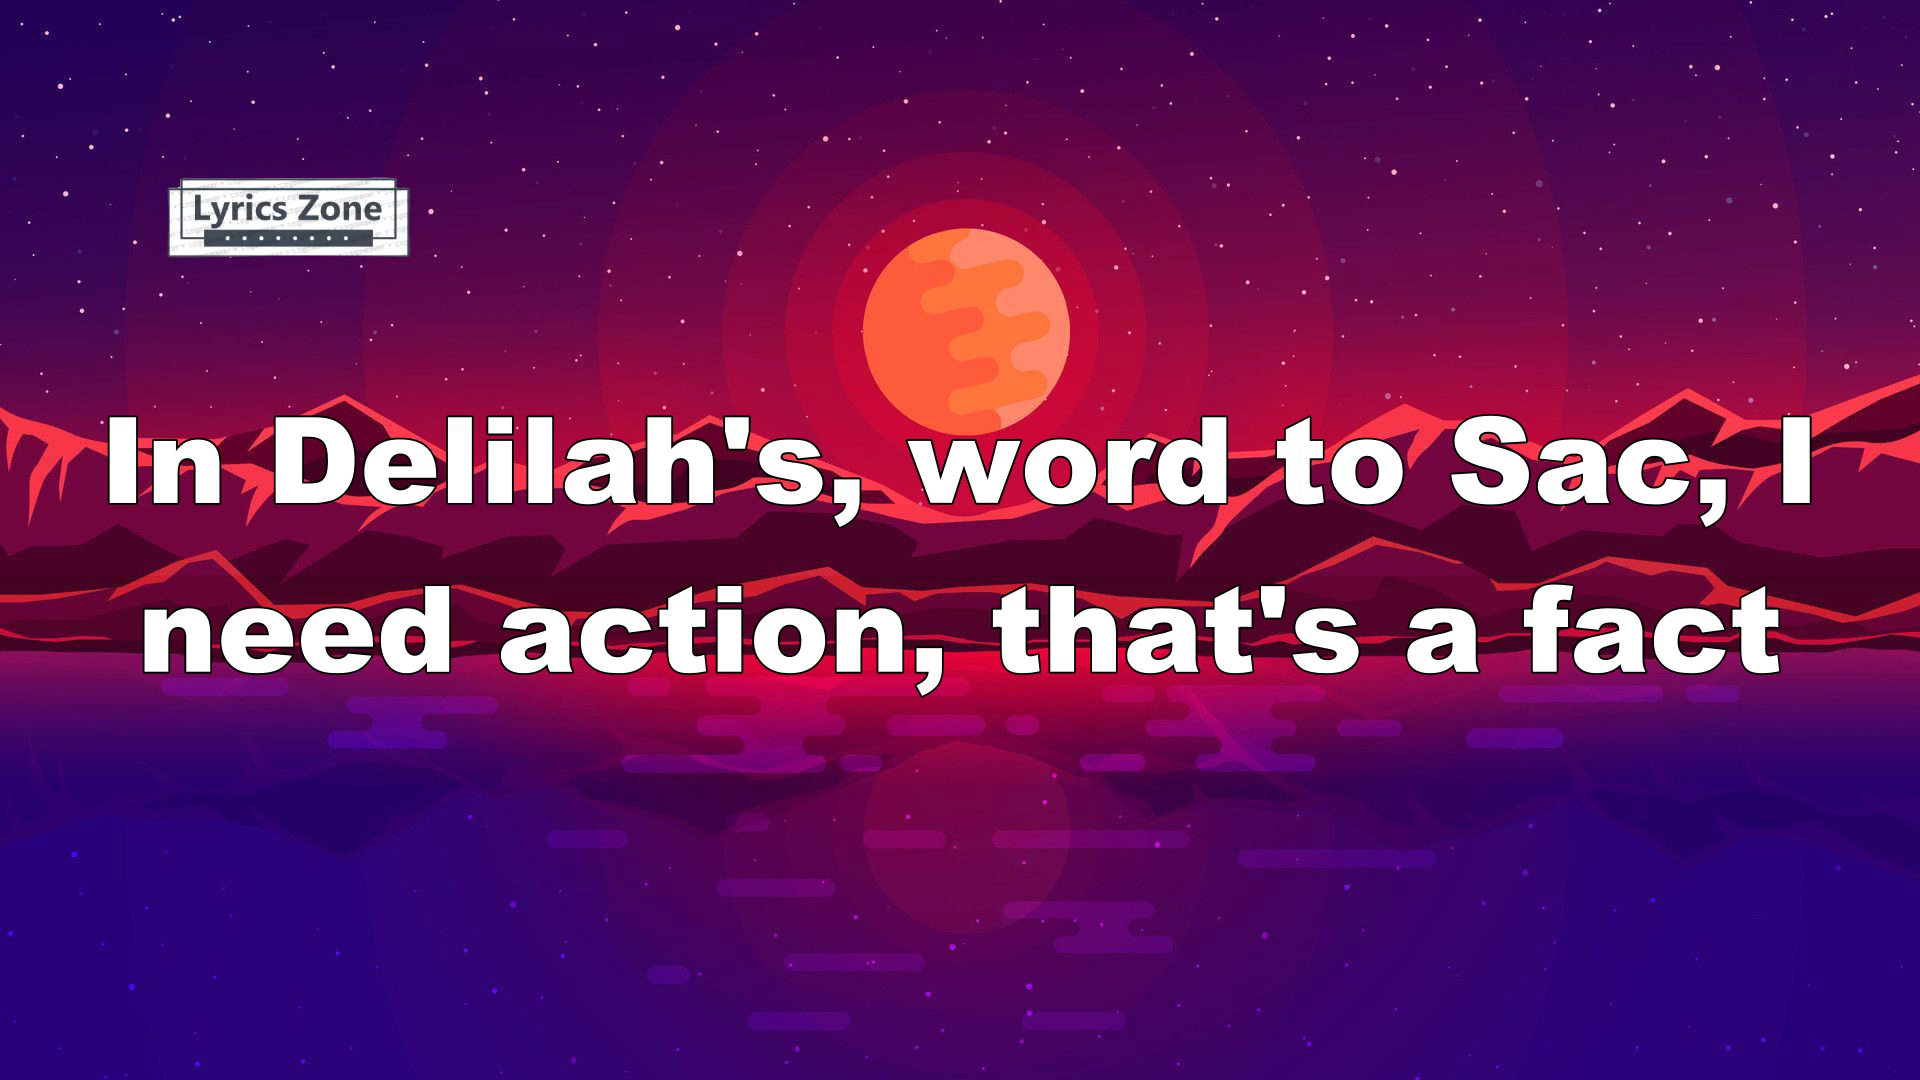 Lyrics Zone
In Delilah's, word to Sac, I
need action, that's a fact